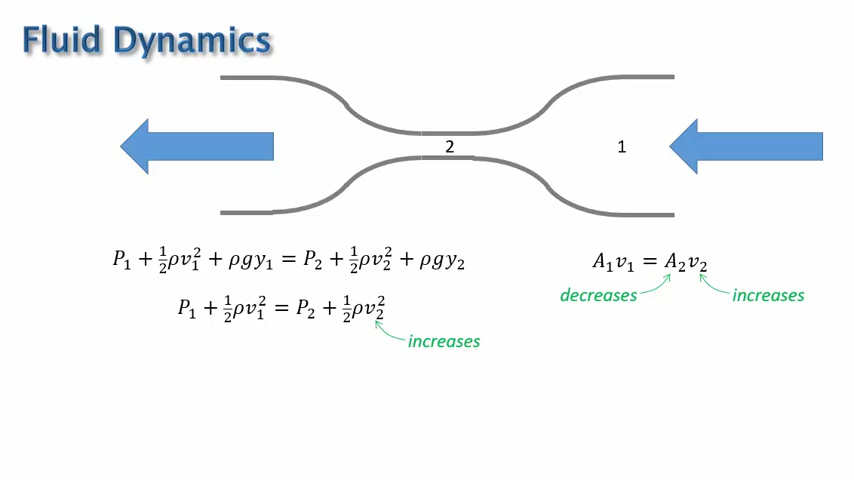 Fluid Dynamics
2 1
P₁ + ½ρv₁² + ρgy₁ = P₂ + ½ρv₂² + ρgy₂
A₁v₁ = A₂v₂
decreases increases
P₁ + ½ρv₁² = P₂ + ½ρv₂²
increases